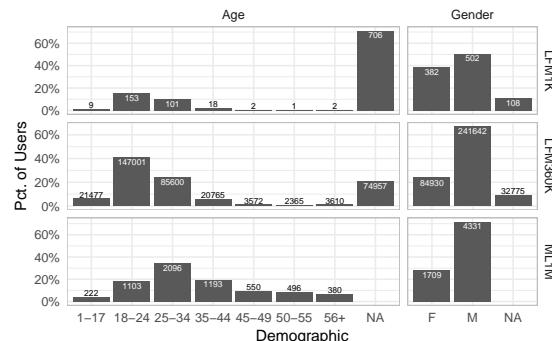 Age Gender
60%
40%
20%
0%
9 153 101 18 2 1 2 706
382 502 108
LFM1K
60%
40%
20%
0%
21477 147001 85600 20765 3572 2365 3610 74957
84930 241642 32775
LFM360K
60%
40%
20%
0%
222 1103 2096 1193 550 496 380
1709 4331
ML1M
Pct. of Users
1−17 18−24 25−34 35−44 45−49 50−55 56+ NA F M NA
Demographic